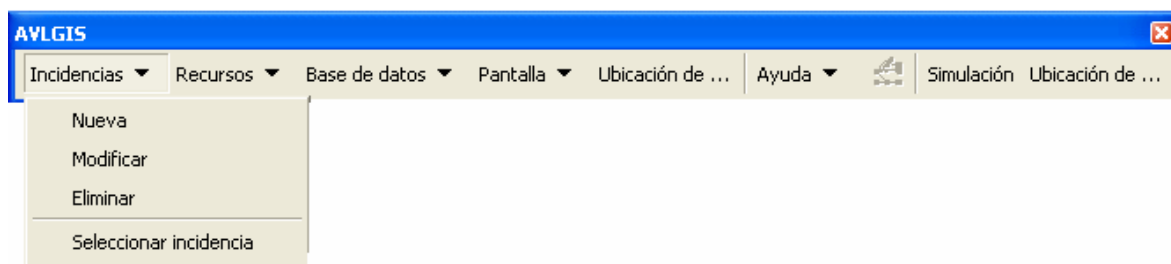 AVLGIS
Incidencias Recursos Base de datos Pantalla Ubicación de ... Ayuda Simulación Ubicación de ...
Nueva
Modificar
Eliminar
Seleccionar incidencia